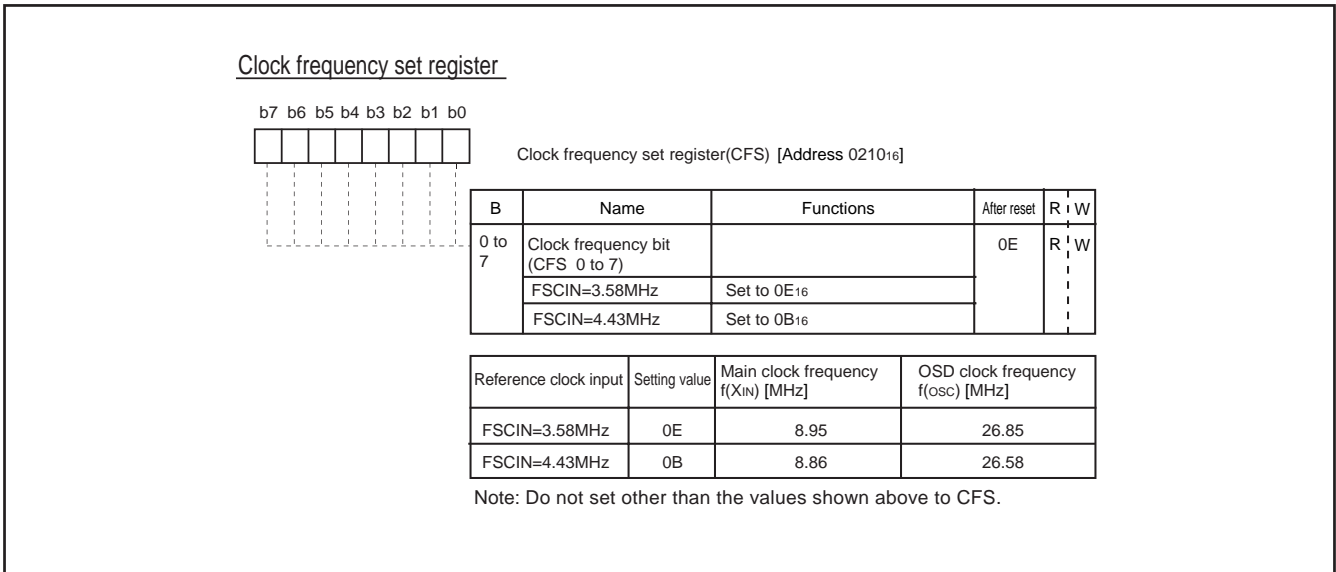 Clock frequency set register
b7 b6 b5 b4 b3 b2 b1 b0
Clock frequency set register(CFS) [Address 021016]
B Name Functions After reset R W
0 to 7 Clock frequency bit (CFS 0 to 7) 0E R W
FSCIN=3.58MHz Set to 0E16
FSCIN=4.43MHz Set to 0B16
Reference clock input Setting value Main clock frequency f(XIN) [MHz] OSD clock frequency f(OSC) [MHz]
FSCIN=3.58MHz 0E 8.95 26.85
FSCIN=4.43MHz 0B 8.86 26.58
Note: Do not set other than the values shown above to CFS.